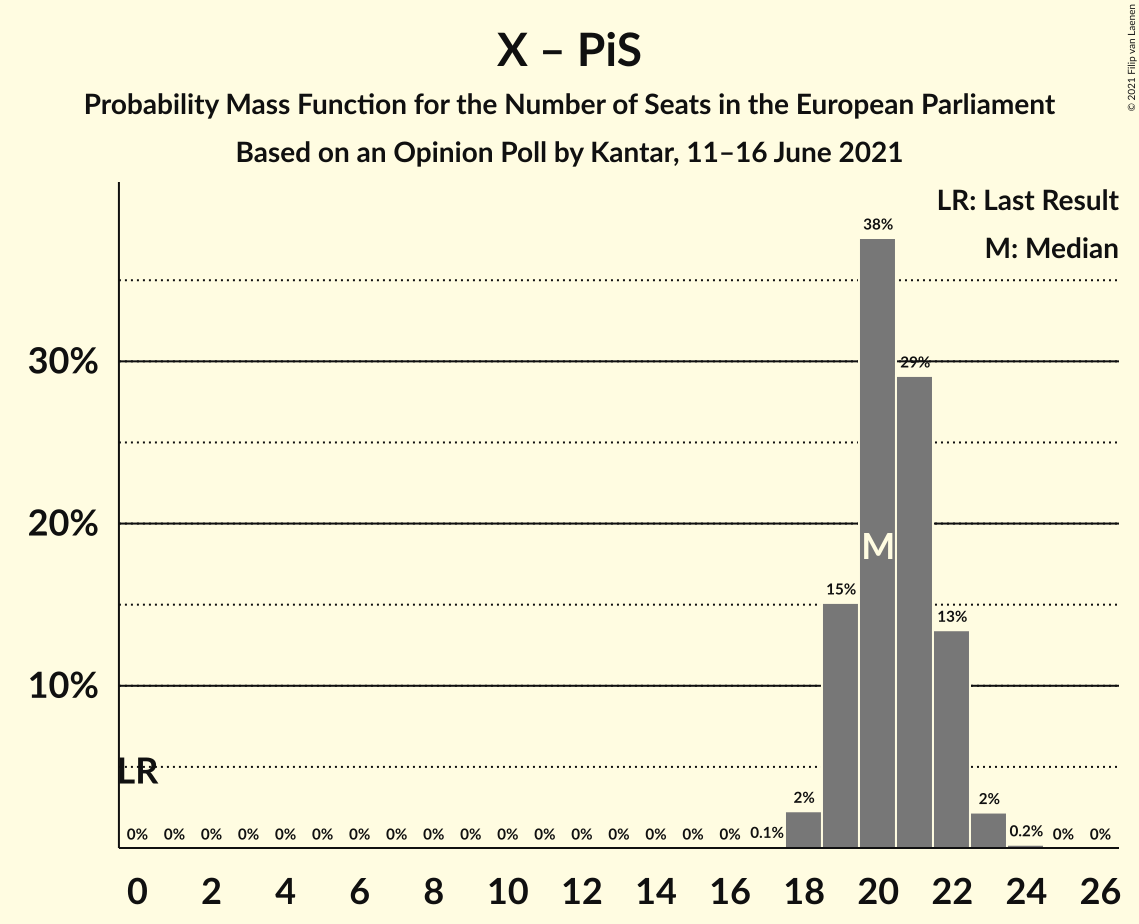 X – PiS
Probability Mass Function for the Number of Seats in the European Parliament
Based on an Opinion Poll by Kantar, 11–16 June 2021
© 2021 Filip van Laenen
LR: Last Result
M: Median
38%
30%
29%
20%
M
15%
13%
10%
LR
0% 0% 0% 0% 0% 0% 0% 0% 0% 0% 0% 0% 0% 0% 0% 0% 0% 0.1% 2% 2% 0.2% 0% 0%
0 2 4 6 8 10 12 14 16 18 20 22 24 26